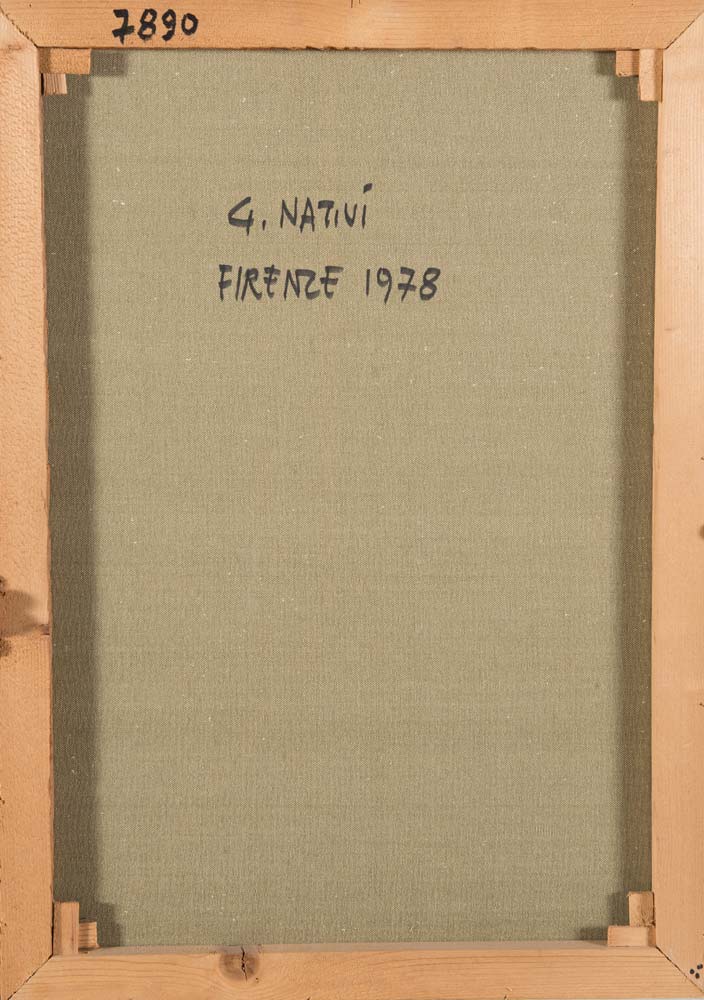 7890
G. NATIVI
FIRENZE 1978